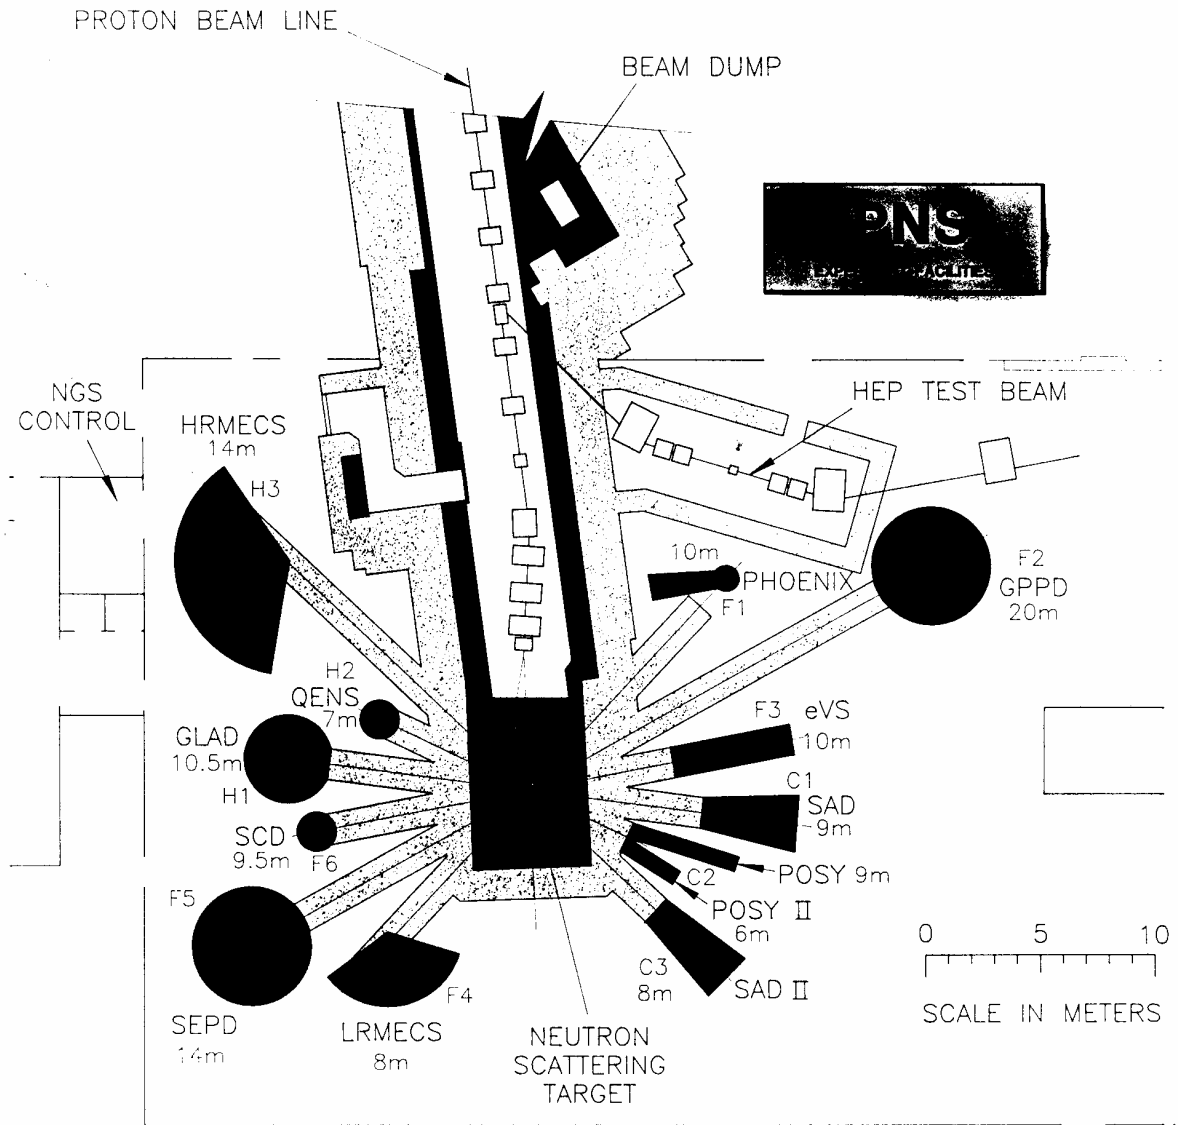 PROTON BEAM LINE
BEAM DUMP
PNS
NGS
CONTROL
HRMECS
14m
H3
HEP TEST BEAM
10m
PHOENIX
F1
F2
GPPD
20m
H2
QENS
7m
F3 eVS
10m
GLAD
10.5m
H1
C1
SAD
9m
SCD
9.5m
F6
C2
POSY 9m
POSY II
6m
F5
C3
8m
SAD II
F4
SEPD
14m
LRMECS
8m
NEUTRON
SCATTERING
TARGET
0 5 10
SCALE IN METERS